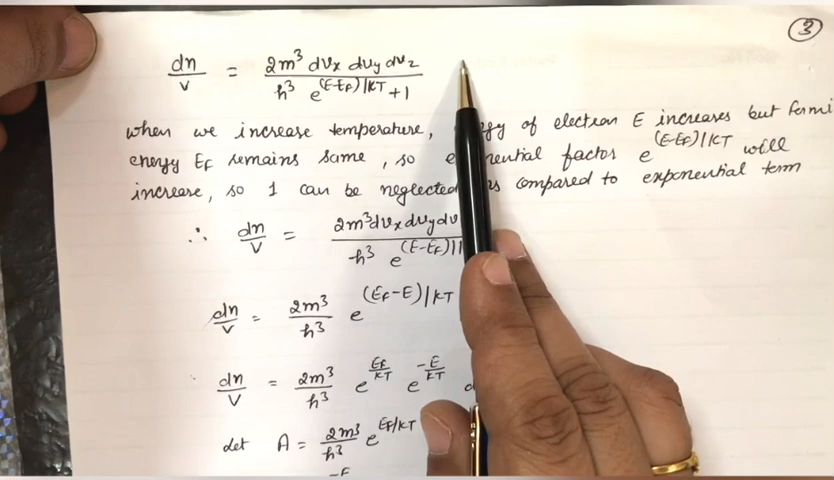 3
dn/V = 2m³ dvx dvy dvz / h³ e^(E-EF)/KT +1
when we increase temperature, of electron E increases but fermi
energy EF remains same, so factor e^(E-EF)/KT will
increase, so 1 can be neglected as compared to exponential term
∴ dn/V = 2m³dvxdvydv / h³ e^(E-EF)/
dn/V = 2m³/h³ e^(EF-E)/KT
dn/V = 2m³/h³ e^EF/KT e^-E/KT
let A = 2m³/h³ e^EF/KT
-E